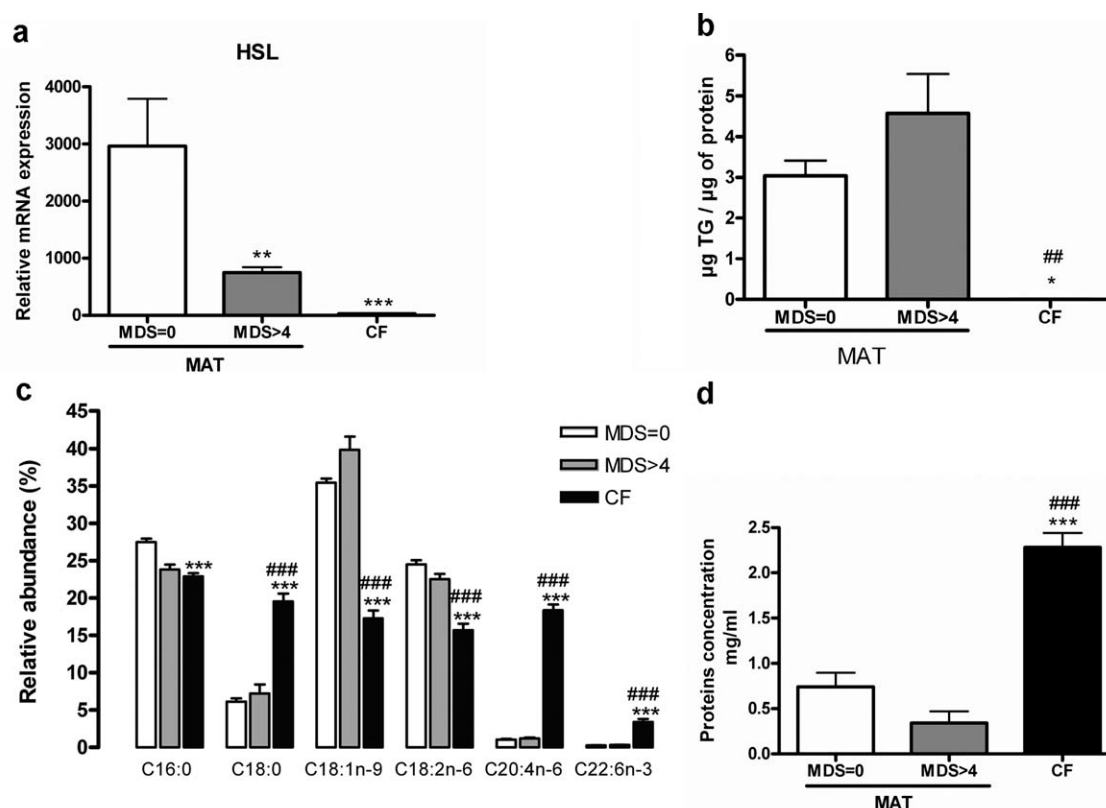 a
HSL
Relative mRNA expression
4000
3000
2000
1000
0
**
***
MDS=0 MDS>4 CF
MAT
b
µg TG / µg of protein
6
5
4
3
2
1
0
##
*
MDS=0 MDS>4 CF
MAT
c
Relative abundance (%)
45
40
35
30
25
20
15
10
5
0
MDS=0
MDS>4
CF
***
###
***
###
***
###
***
###
***
###
***
C16:0 C18:0 C18:1n-9 C18:2n-6 C20:4n-6 C22:6n-3
d
Proteins concentration
mg/ml
2.5
2.0
1.5
1.0
0.5
0.0
###
***
MDS=0 MDS>4 CF
MAT